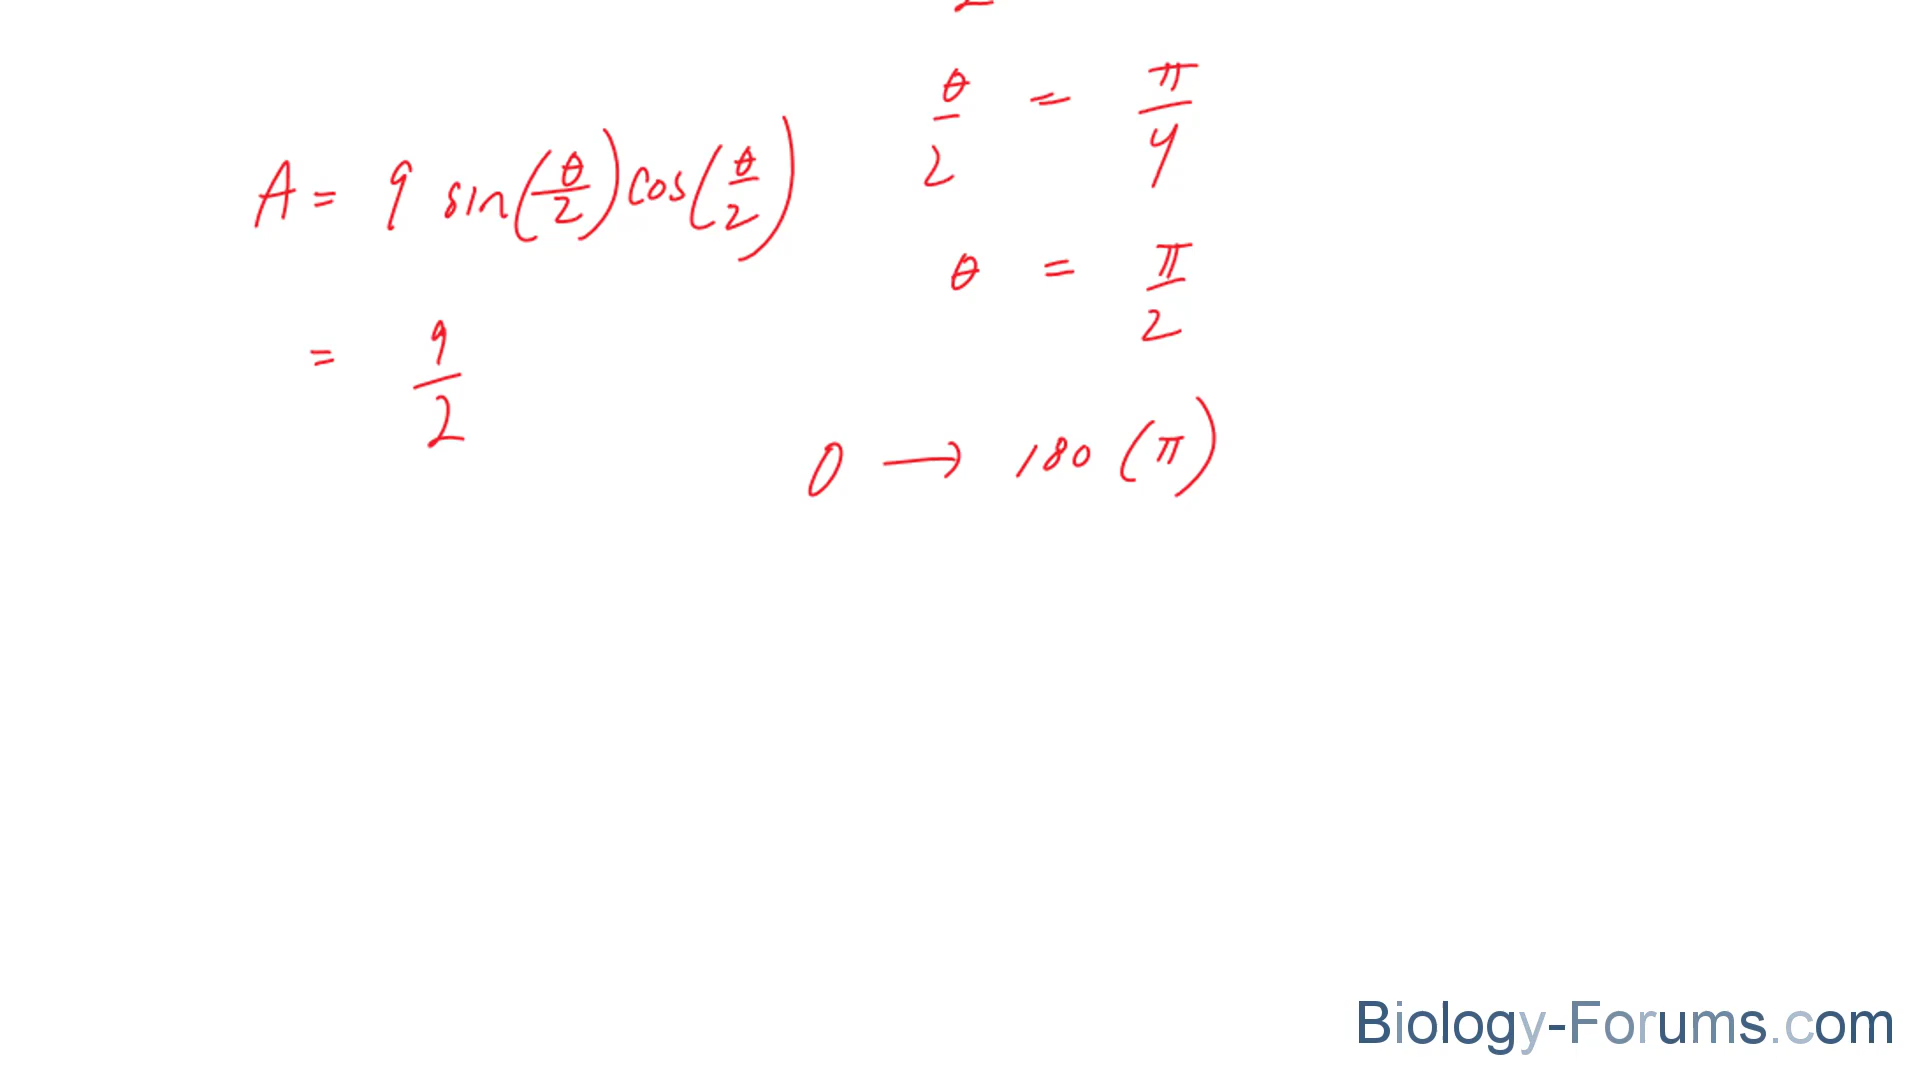 θ/2 = π/4
A = 9 sin(θ/2) cos(θ/2)
θ = π/2
= 9/2
0 → 180 (π)
Biology-Forums.com